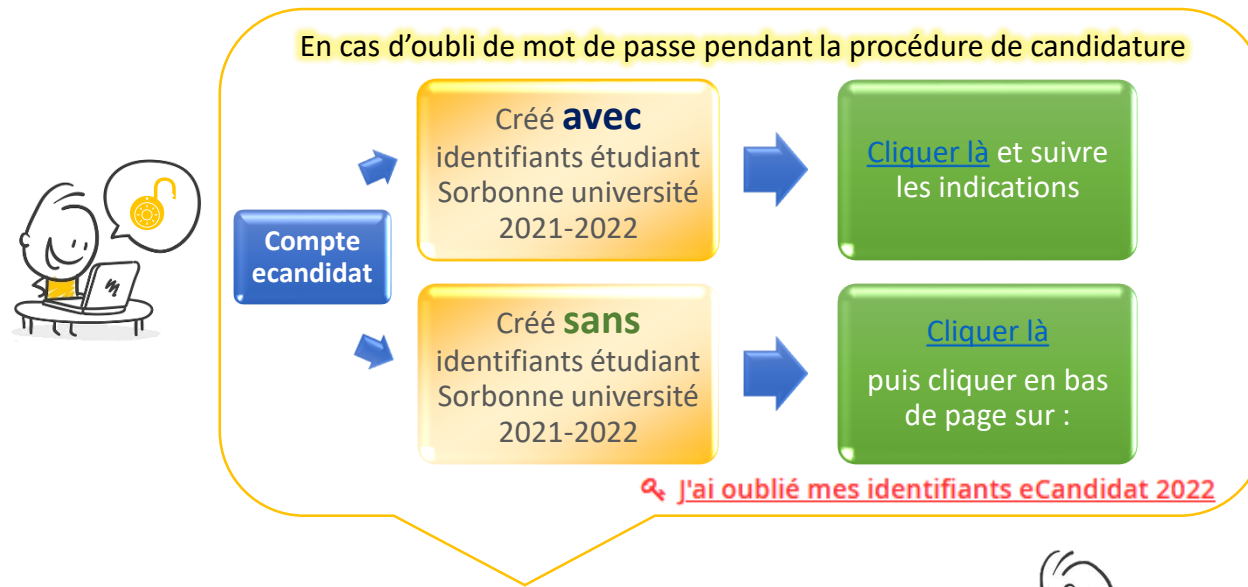 En cas d'oubli de mot de passe pendant la procédure de candidature
Compte
ecandidat
Créé avec
identifiants étudiant
Sorbonne université
2021-2022
Cliquer là et suivre
les indications
Créé sans
identifiants étudiant
Sorbonne université
2021-2022
Cliquer là
puis cliquer en bas
de page sur :
J'ai oublié mes identifiants eCandidat 2022